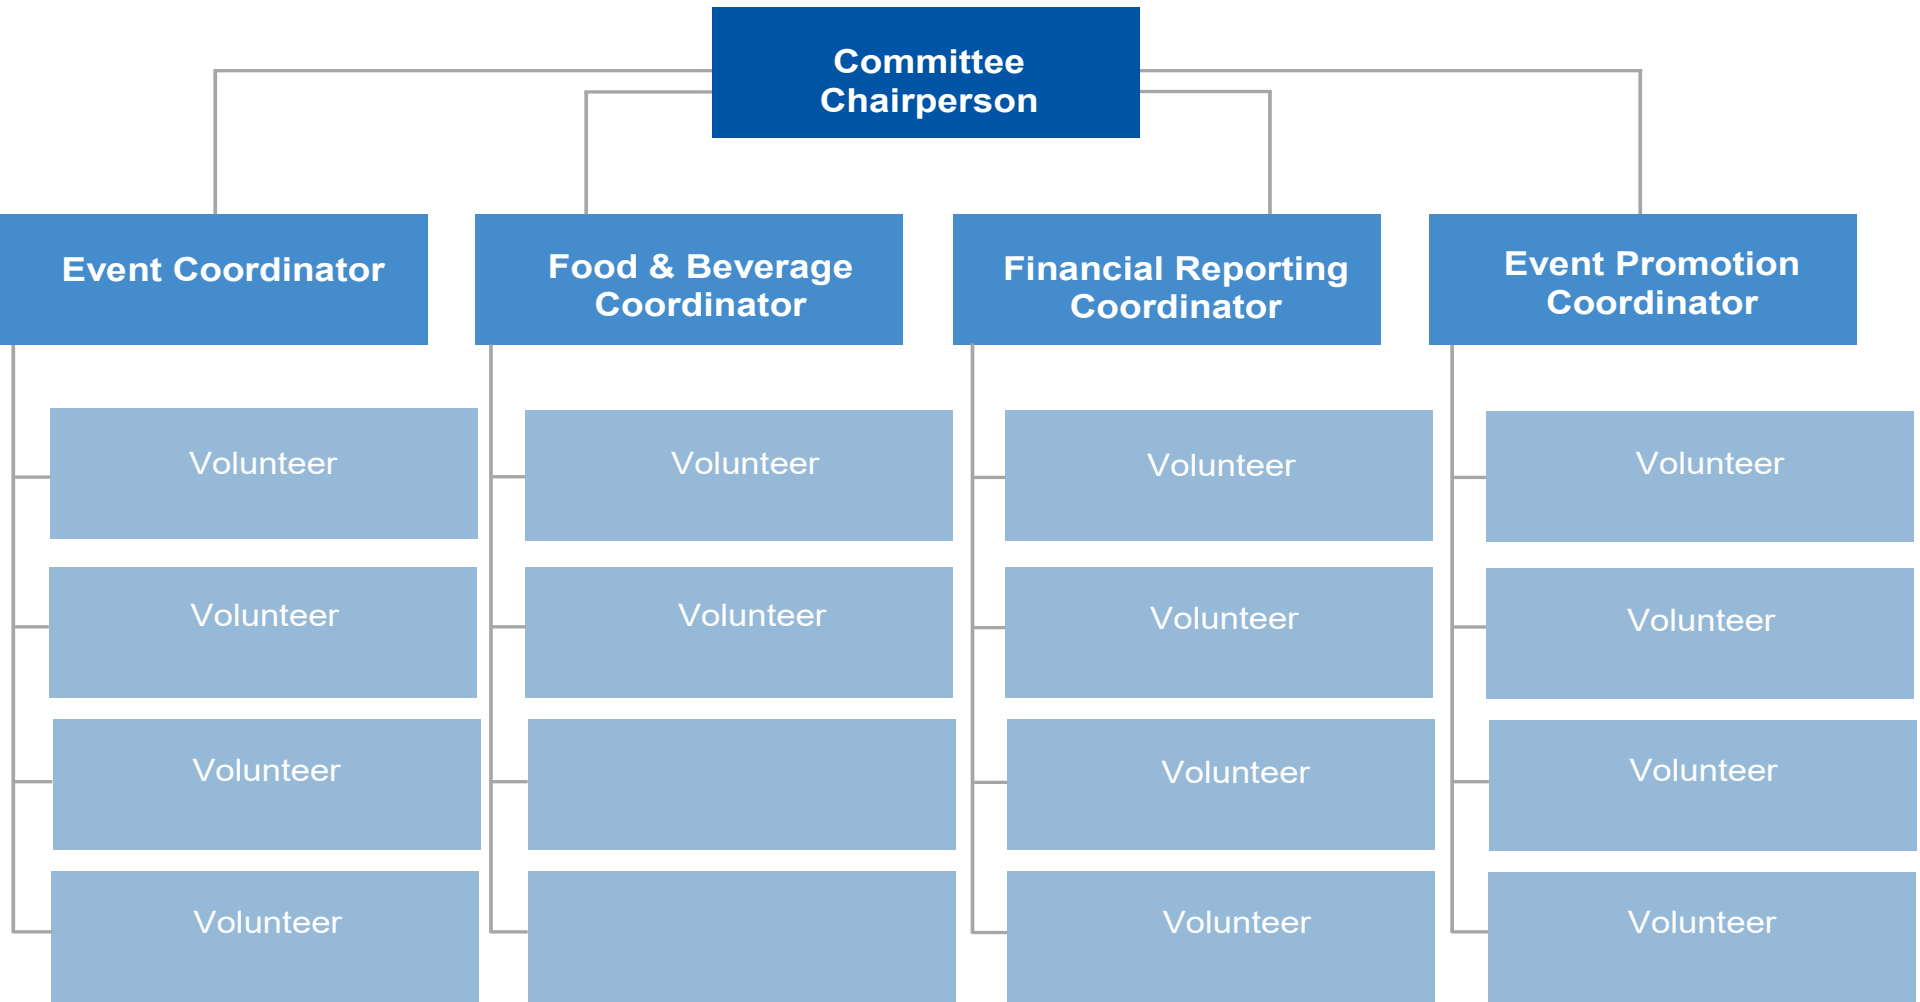 Committee
Chairperson
Event Coordinator
Food & Beverage
Coordinator
Financial Reporting
Coordinator
Event Promotion
Coordinator
Volunteer
Volunteer
Volunteer
Volunteer
Volunteer
Volunteer
Volunteer
Volunteer
Volunteer
Volunteer
Volunteer
Volunteer
Volunteer
Volunteer